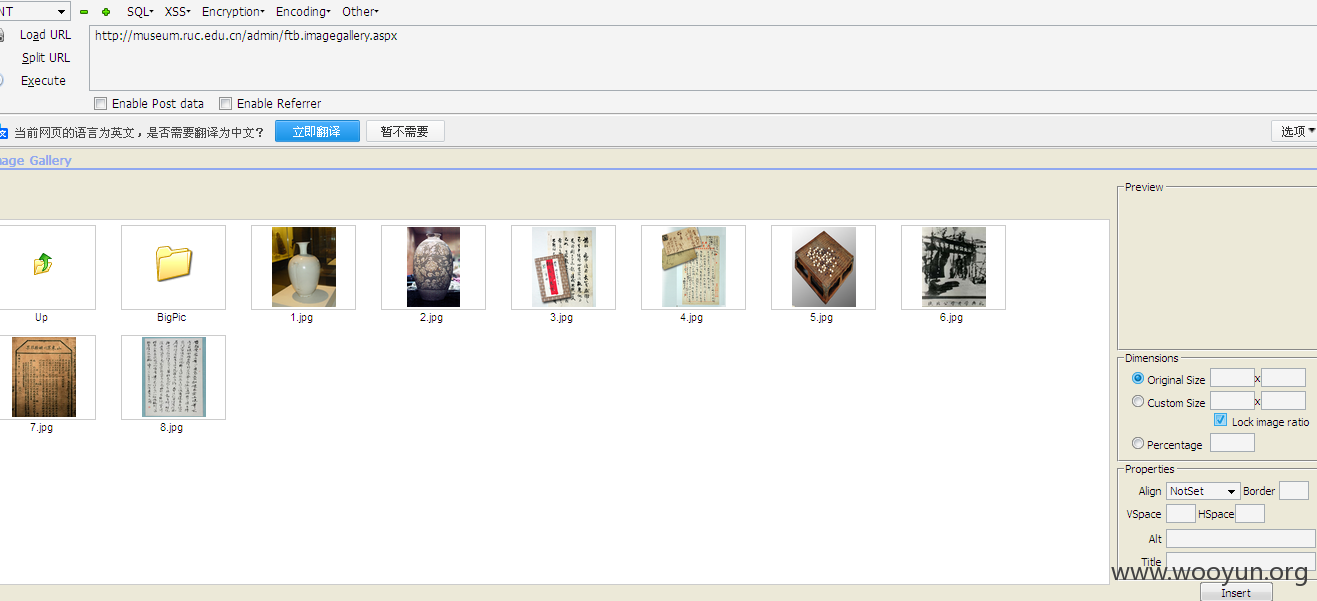 NT SQL XSS Encryption Encoding Other
Load URL http://museum.ruc.edu.cn/admin/ftb.imagegallery.aspx
Split URL
Execute
Enable Post data Enable Referrer
当前网页的语言为英文，是否需要翻译为中文？ 立即翻译 暂不需要 选项
age Gallery
Preview
Up BigPic 1.jpg 2.jpg 3.jpg 4.jpg 5.jpg 6.jpg
7.jpg 8.jpg
Dimensions
Original Size x
Custom Size x
Lock image ratio
Percentage
Properties
Align NotSet Border
VSpace HSpace
Alt
Title
www.wooyun.org
Insert